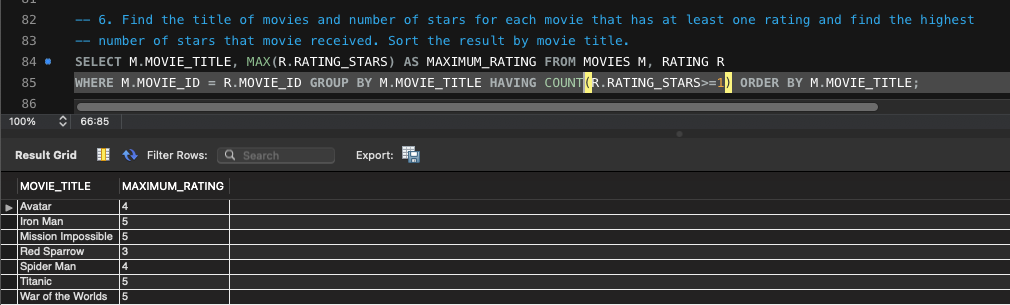 81
82 -- 6. Find the title of movies and number of stars for each movie that has at least one rating and find the highest
83 -- number of stars that movie received. Sort the result by movie title.
84 SELECT M.MOVIE_TITLE, MAX(R.RATING_STARS) AS MAXIMUM_RATING FROM MOVIES M, RATING R
85 WHERE M.MOVIE_ID = R.MOVIE_ID GROUP BY M.MOVIE_TITLE HAVING COUNT(R.RATING_STARS>=1) ORDER BY M.MOVIE_TITLE;
86
100% 66:85
Result Grid Filter Rows: Search Export:
MOVIE_TITLE MAXIMUM_RATING
Avatar 4
Iron Man 5
Mission Impossible 5
Red Sparrow 3
Spider Man 4
Titanic 5
War of the Worlds 5